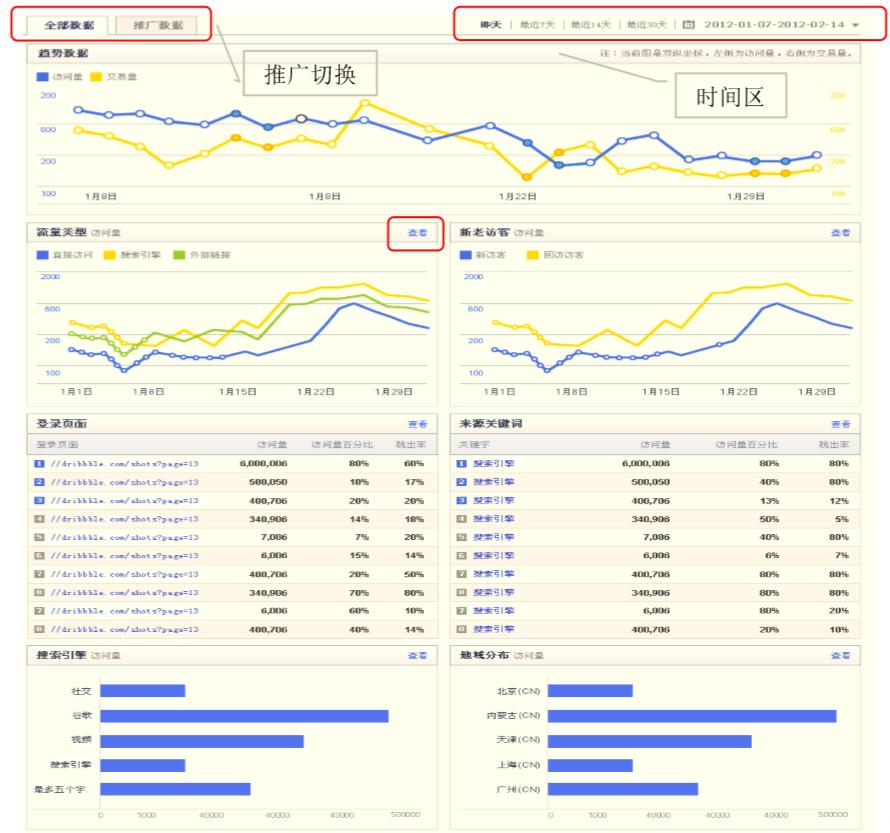 全部数据 推广数据 昨天 | 最近7天 | 最近14天 | 最近30天 | 2012-01-07-2012-02-14
趋势数据 注：当前图是双纵坐标，左侧为访问量，右侧为交易量。
推广切换
时间区
访问量 交易量
200 200
600 600
200 200
100 100
1月9日 1月9日 1月22日 1月29日
流量类型 访问量 查看
直接访问 搜索引擎 外部链接
2000
600
200
100
1月1日 1月8日 1月15日 1月22日 1月29日
新老访客 访问量 查看
新访客 回访访客
2000
600
200
100
1月1日 1月8日 1月15日 1月22日 1月29日
登录页面 查看
登录页面 访问量 访问量百分比 跳出率
1 //dribbble.com/shots?page=13 6,000,006 80% 60%
2 //dribbble.com/shots?page=13 500,050 10% 17%
3 //dribbble.com/shots?page=13 400,706 20% 20%
4 //dribbble.com/shots?page=13 340,906 14% 18%
5 //dribbble.com/shots?page=13 7,086 7% 20%
6 //dribbble.com/shots?page=13 6,006 15% 14%
7 //dribbble.com/shots?page=13 400,706 20% 50%
8 //dribbble.com/shots?page=13 340,906 70% 80%
7 //dribbble.com/shots?page=13 6,006 60% 10%
8 //dribbble.com/shots?page=13 400,706 40% 14%
来源关键词 查看
关键字 访问量 访问量百分比 跳出率
1 搜索引擎 6,000,006 80% 80%
2 搜索引擎 500,050 40% 80%
3 搜索引擎 400,706 13% 12%
4 搜索引擎 340,906 50% 5%
5 搜索引擎 7,086 40% 80%
6 搜索引擎 6,006 6% 7%
7 搜索引擎 400,706 80% 80%
8 搜索引擎 340,906 80% 80%
7 搜索引擎 6,006 80% 20%
8 搜索引擎 400,706 20% 10%
搜索引擎 访问量 查看
社交
谷歌
视频
搜索引擎
最多五个字..
0 1000 40000 40000 40000 500000
地域分布 访问量 查看
北京(CN)
内蒙古(CN)
天津(CN)
上海(CN)
广州(CN)
0 1000 40000 40000 40000 500000